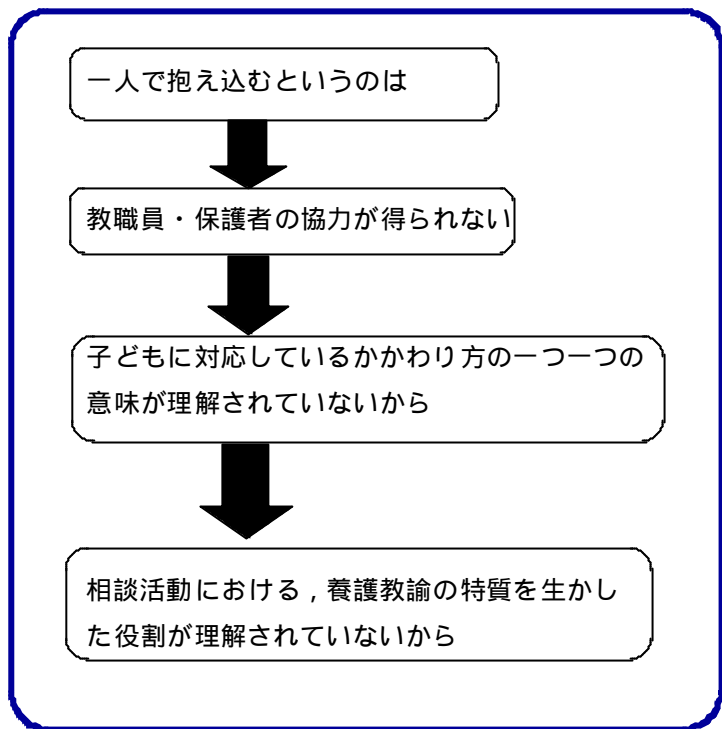 一人で抱え込むというのは
教職員・保護者の協力が得られない
子どもに対応しているかかわり方の一つ一つの
意味が理解されていないから
相談活動における，養護教諭の特質を生かし
た役割が理解されていないから